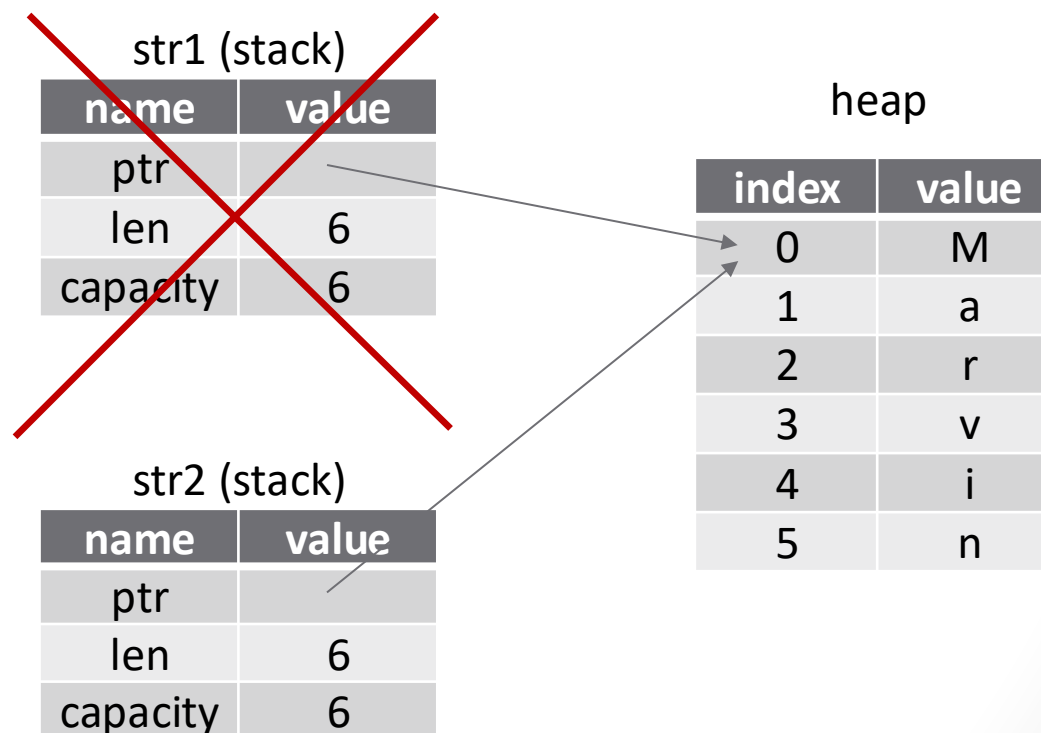 str1 (stack)
name value
ptr
len 6
capacity 6
heap
index value
0 M
1 a
2 r
3 v
4 i
5 n
str2 (stack)
name value
ptr
len 6
capacity 6